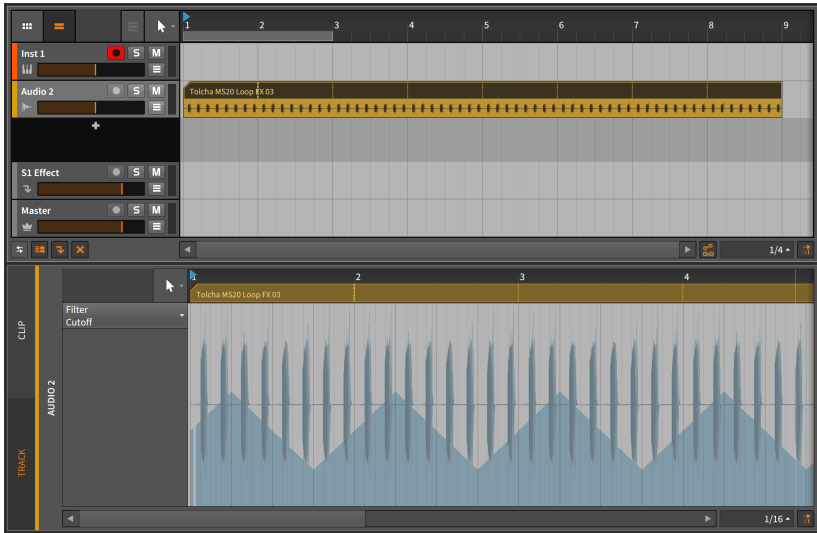 1 2 3 4 5 6 7 8 9
Inst 1 S M
Audio 2 S M
Tolcha MS20 Loop FX 03
S1 Effect S M
Master S M
1/4
1 2 3 4
Tolcha MS20 Loop FX 03
Filter
Cutoff
CLIP
TRACK
AUDIO 2
1/16